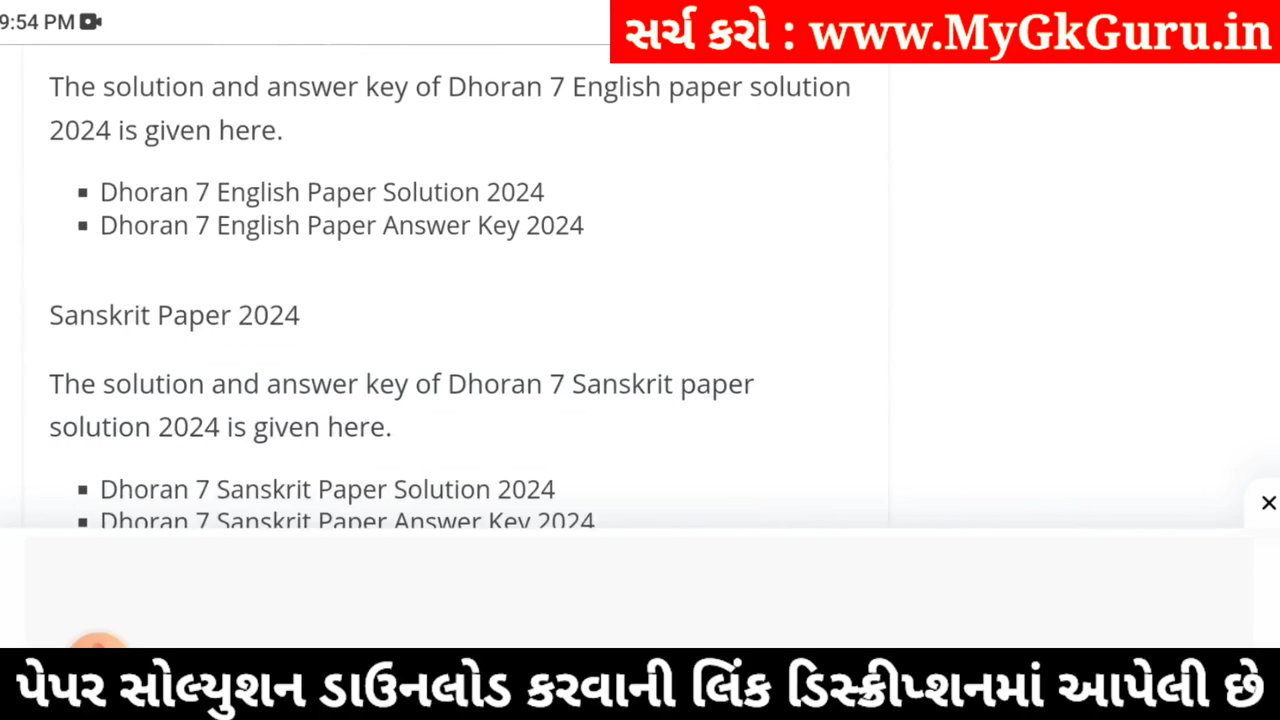 9:54 PM
સર્ચ કરો : www.MyGkGuru.in
The solution and answer key of Dhoran 7 English paper solution
2024 is given here.
Dhoran 7 English Paper Solution 2024
Dhoran 7 English Paper Answer Key 2024
Sanskrit Paper 2024
The solution and answer key of Dhoran 7 Sanskrit paper
solution 2024 is given here.
Dhoran 7 Sanskrit Paper Solution 2024
Dhoran 7 Sanskrit Paper Answer Key 2024
પેપર સોલ્યુશન ડાઉનલોડ કરવાની લિંક ડિસ્ક્રીપ્શનમાં આપેલી છે